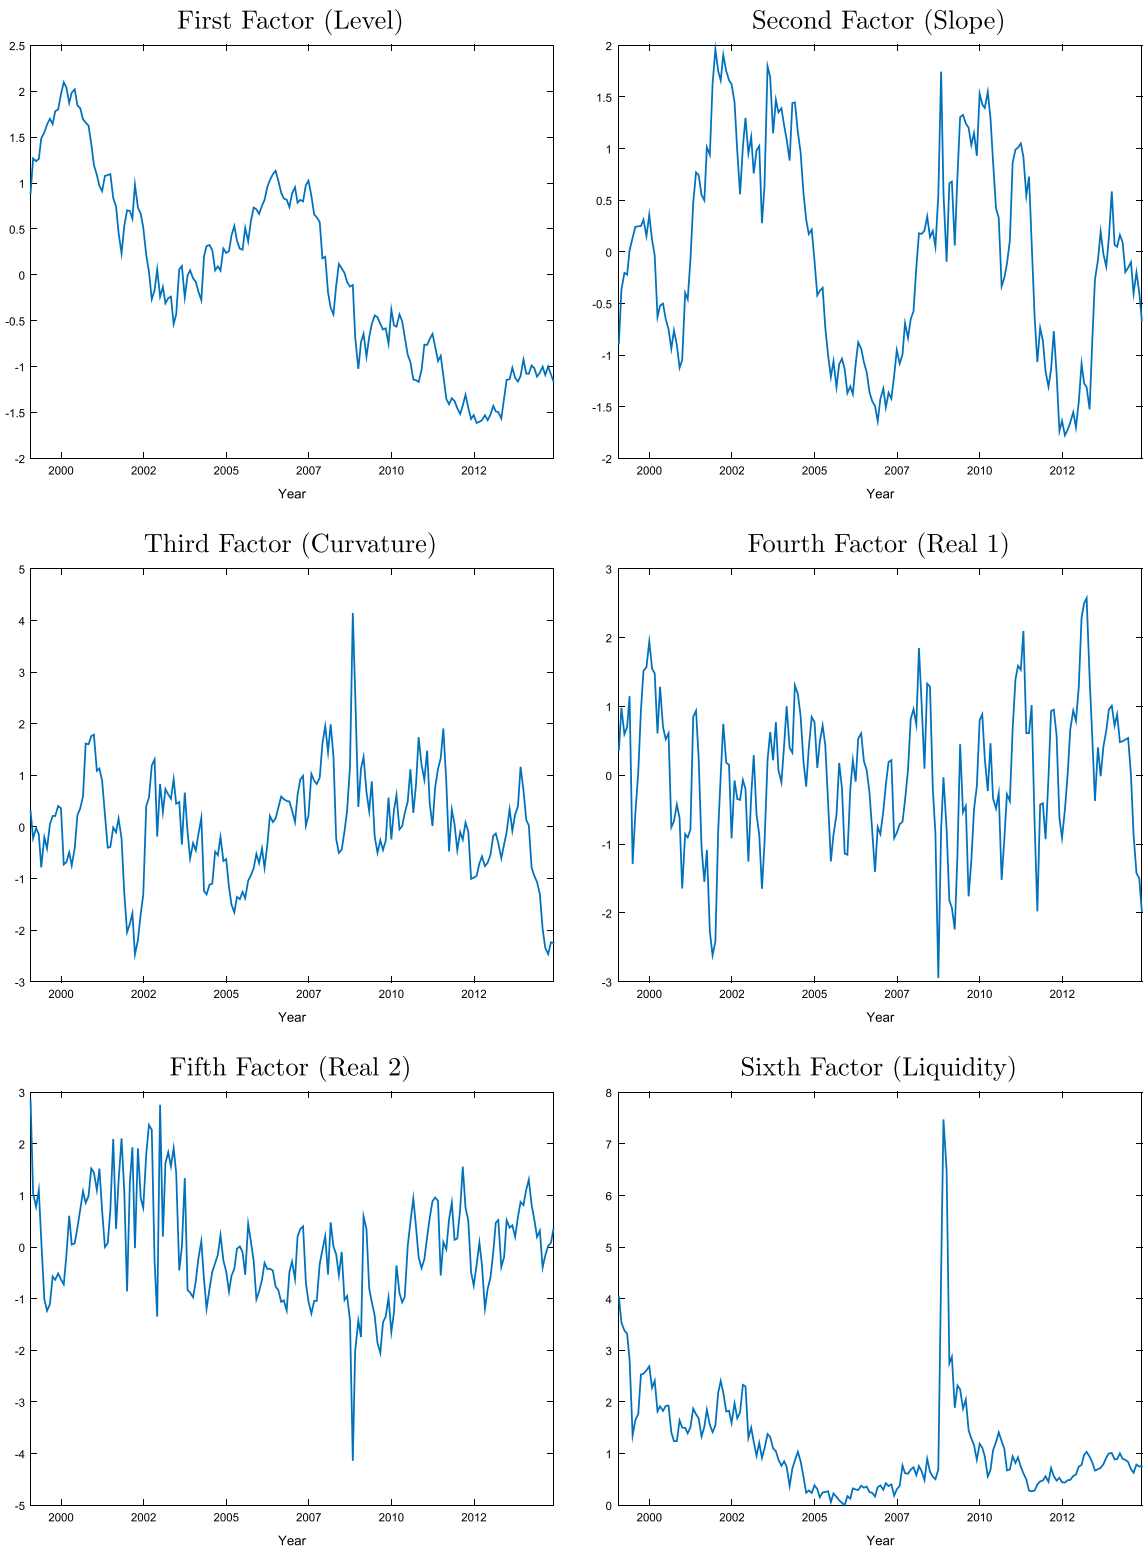 First Factor (Level)
2.5
2
1.5
1
0.5
0
-0.5
-1
-1.5
-2
2000 2002 2005 2007 2010 2012
Year
Second Factor (Slope)
2
1.5
1
0.5
0
-0.5
-1
-1.5
-2
2000 2002 2005 2007 2010 2012
Year
Third Factor (Curvature)
5
4
3
2
1
0
-1
-2
-3
2000 2002 2005 2007 2010 2012
Year
Fourth Factor (Real 1)
3
2
1
0
-1
-2
-3
2000 2002 2005 2007 2010 2012
Year
Fifth Factor (Real 2)
3
2
1
0
-1
-2
-3
-4
-5
2000 2002 2005 2007 2010 2012
Year
Sixth Factor (Liquidity)
8
7
6
5
4
3
2
1
0
2000 2002 2005 2007 2010 2012
Year